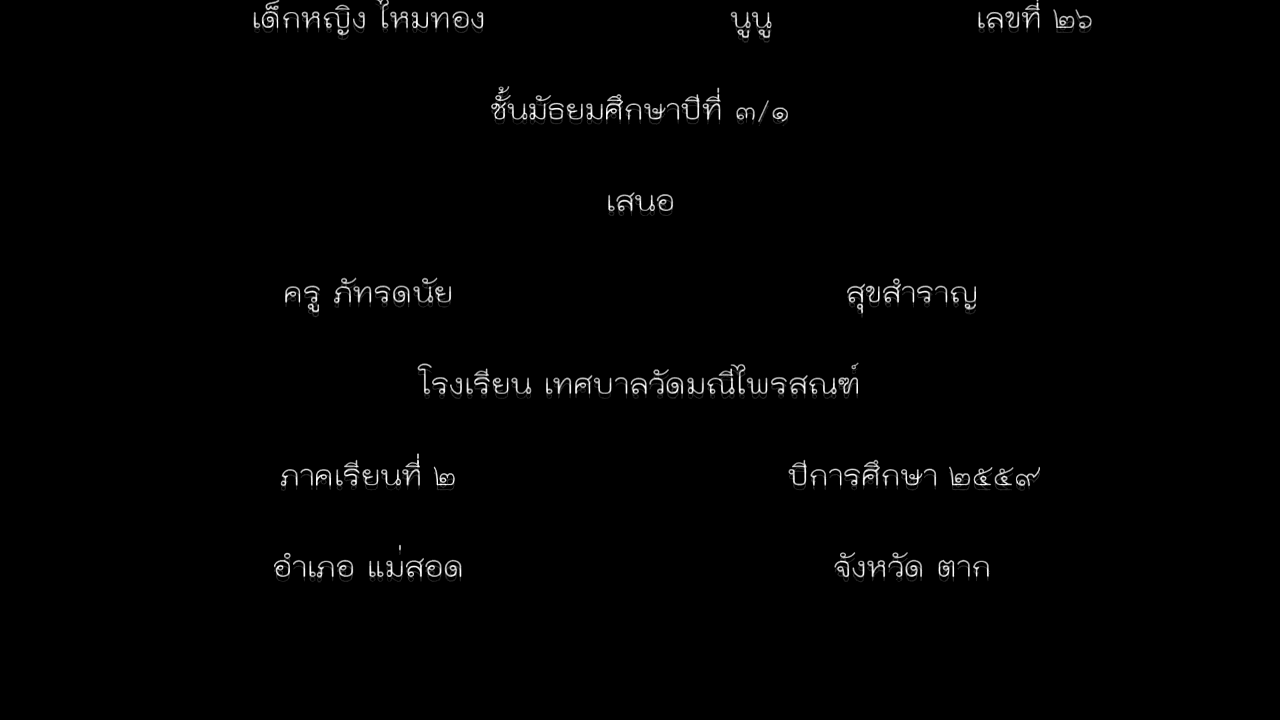 เด็กหญิง ไหมทอง นูนู เลขที่ ๒๖
ชั้นมัธยมศึกษาปีที่ ๓/๑
เสนอ
ครู ภัทรดนัย สุขสำราญ
โรงเรียน เทศบาลวัดมณีไพรสณฑ์
ภาคเรียนที่ ๒ ปีการศึกษา ๒๕๕๙
อำเภอ แม่สอด จังหวัด ตาก